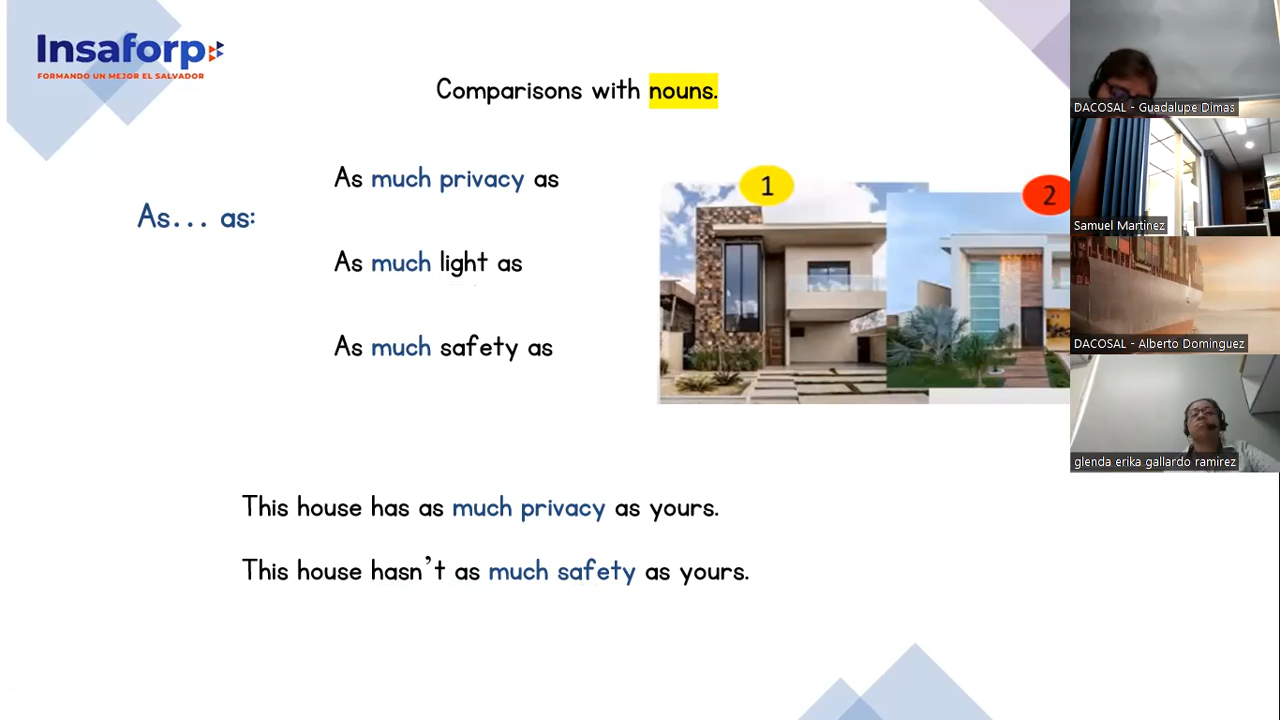 Insaforp
FORMANDO UN MEJOR EL SALVADOR
Comparisons with nouns.
As much privacy as
As... as:
As much light as
As much safety as
1
2
This house has as much privacy as yours.
This house hasn't as much safety as yours.
DACOSAL - Guadalupe Dimas
Samuel Martinez
DACOSAL - Alberto Domínguez
glenda erika gallardo ramirez